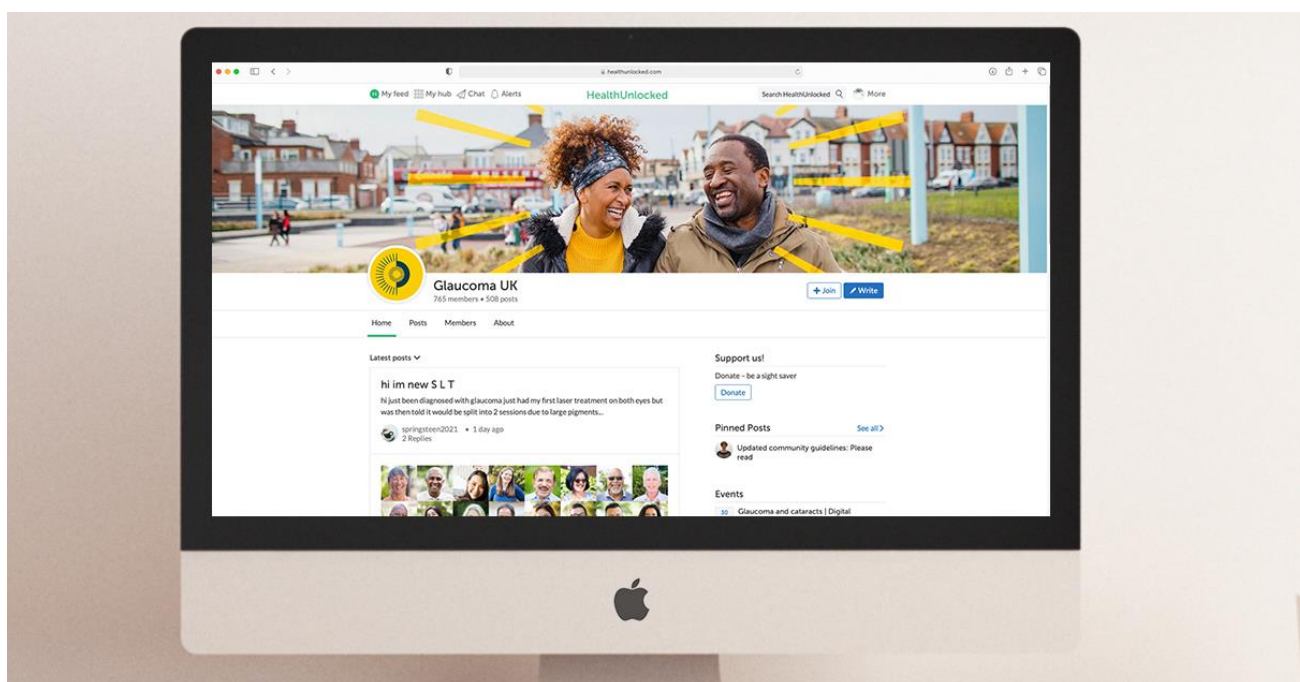 healthunlocked.com
My feed My hub Chat Alerts HealthUnlocked Search HealthUnlocked More
Glaucoma UK
765 members • 508 posts
+ Join Write
Home Posts Members About
Latest posts
hi im new S L T
hi just been diagnosed with glaucoma just had my first laser treatment on both eyes but
was then told it would be split into 2 sessions due to large pigments...
springsteen2021 • 1 day ago
2 Replies
Support us!
Donate - be a sight saver
Donate
Pinned Posts See all
Updated community guidelines: Please
read
Events
30 Glaucoma and cataracts | Digital